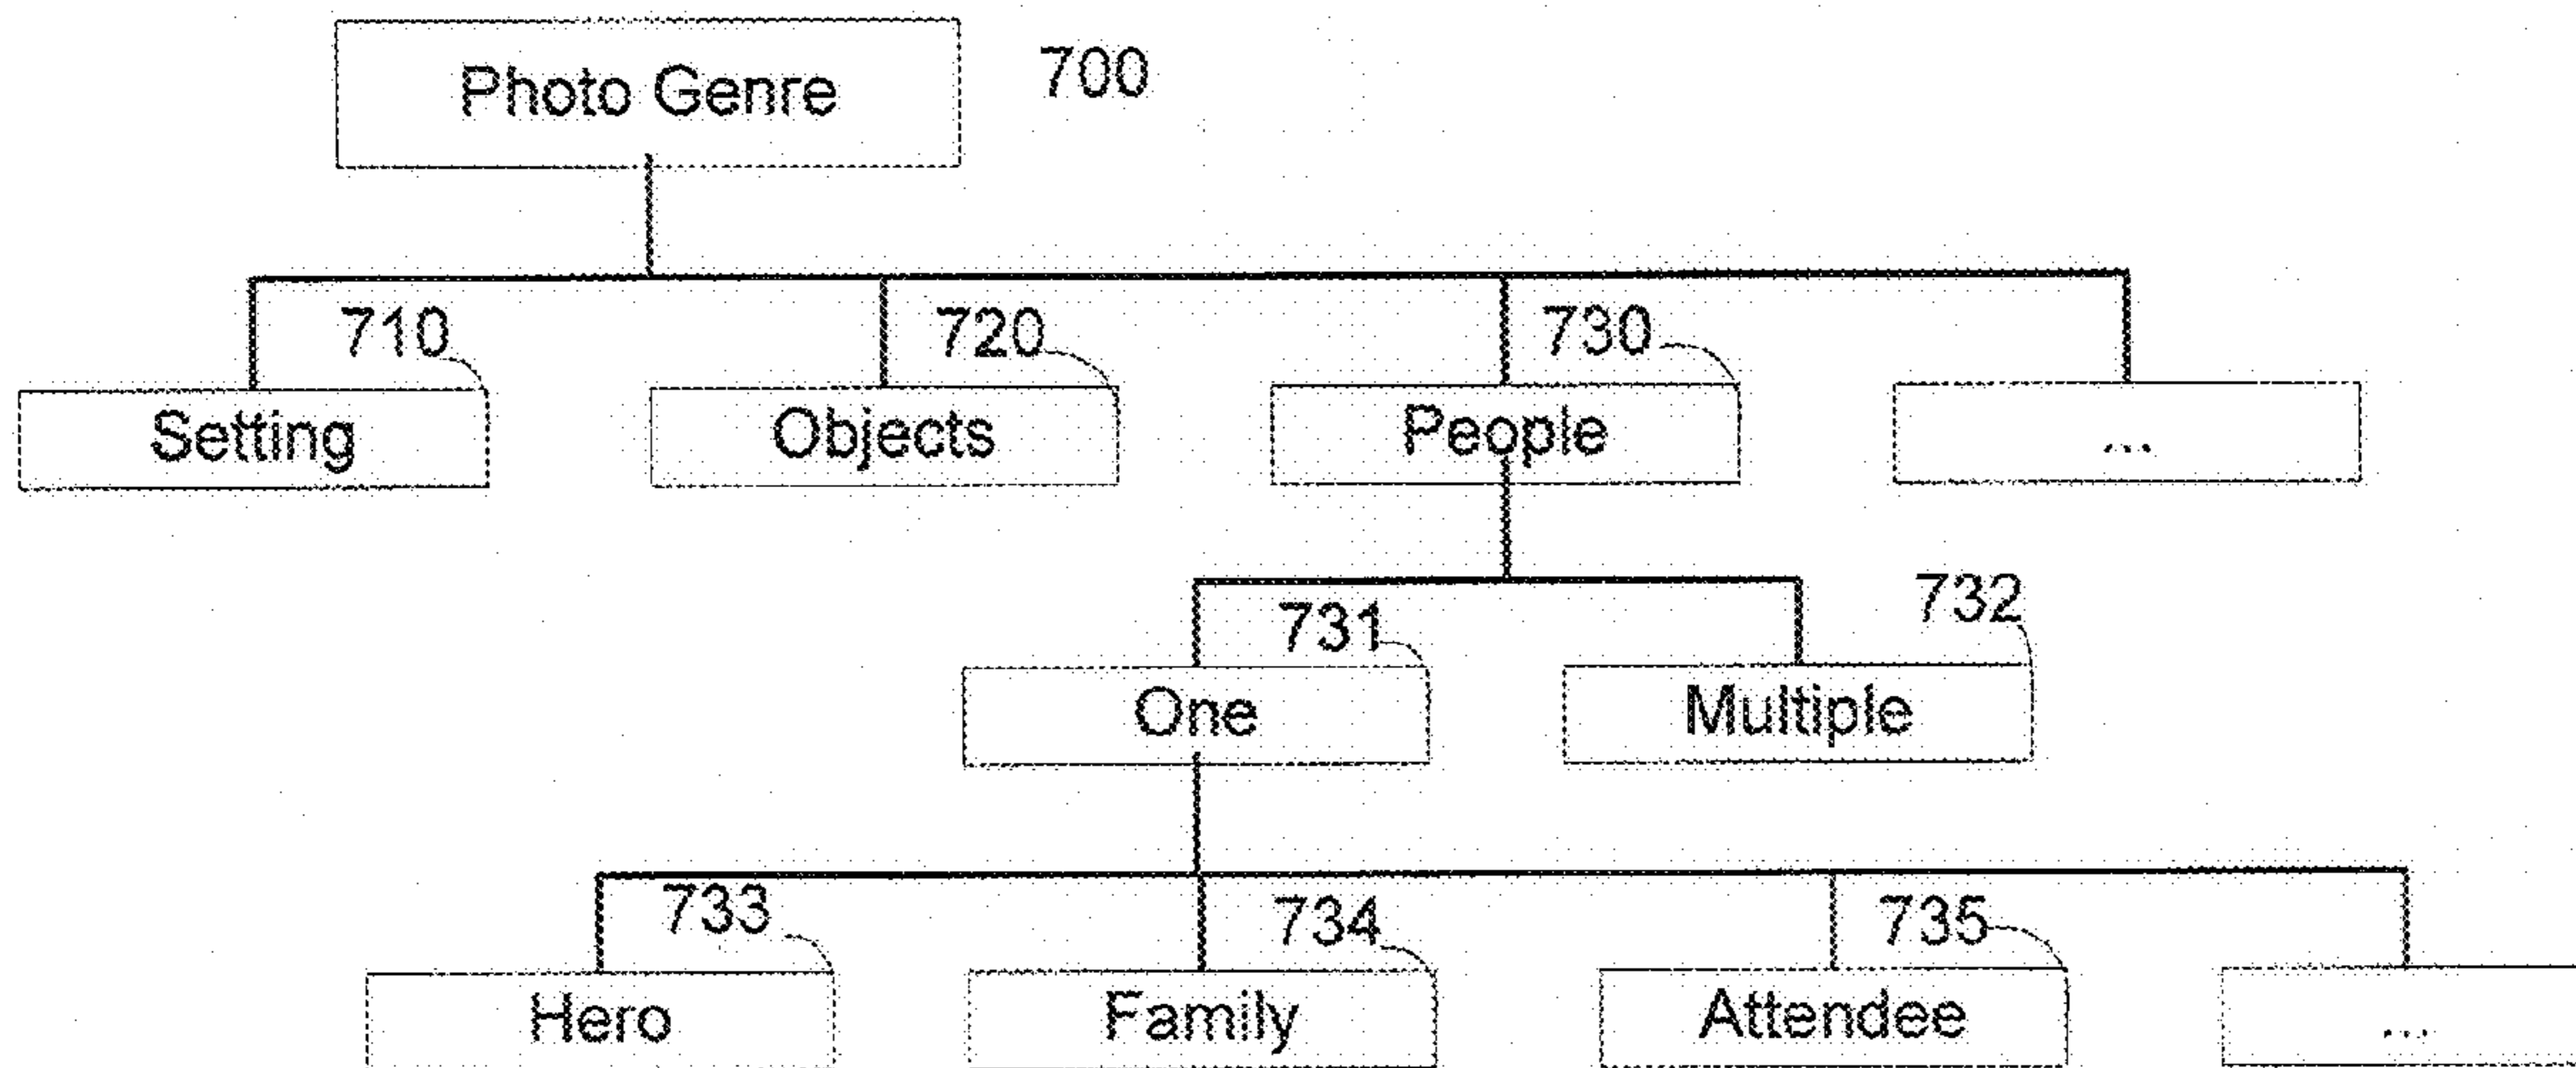 Photo Genre 700
710 720 730
Setting Objects People ...
731 732
One Multiple
733 734 735
Hero Family Attendee ...